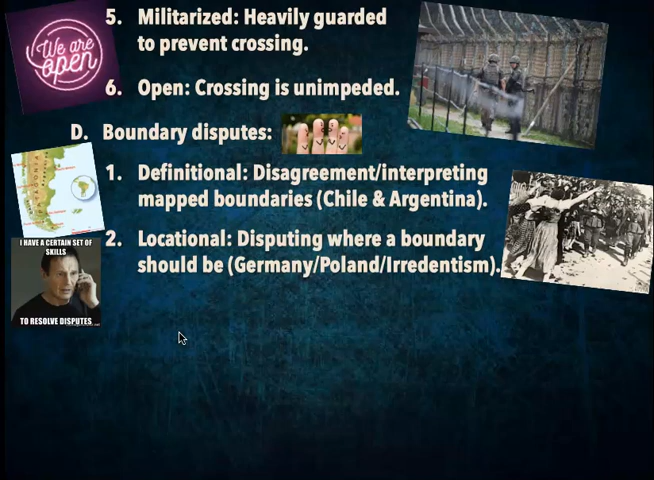 We are
open
5. Militarized: Heavily guarded
to prevent crossing.
6. Open: Crossing is unimpeded.
D. Boundary disputes:
1. Definitional: Disagreement/interpreting
mapped boundaries (Chile & Argentina).
2. Locational: Disputing where a boundary
should be (Germany/Poland/Irredentism).
I HAVE A CERTAIN SET OF
SKILLS
TO RESOLVE DISPUTES